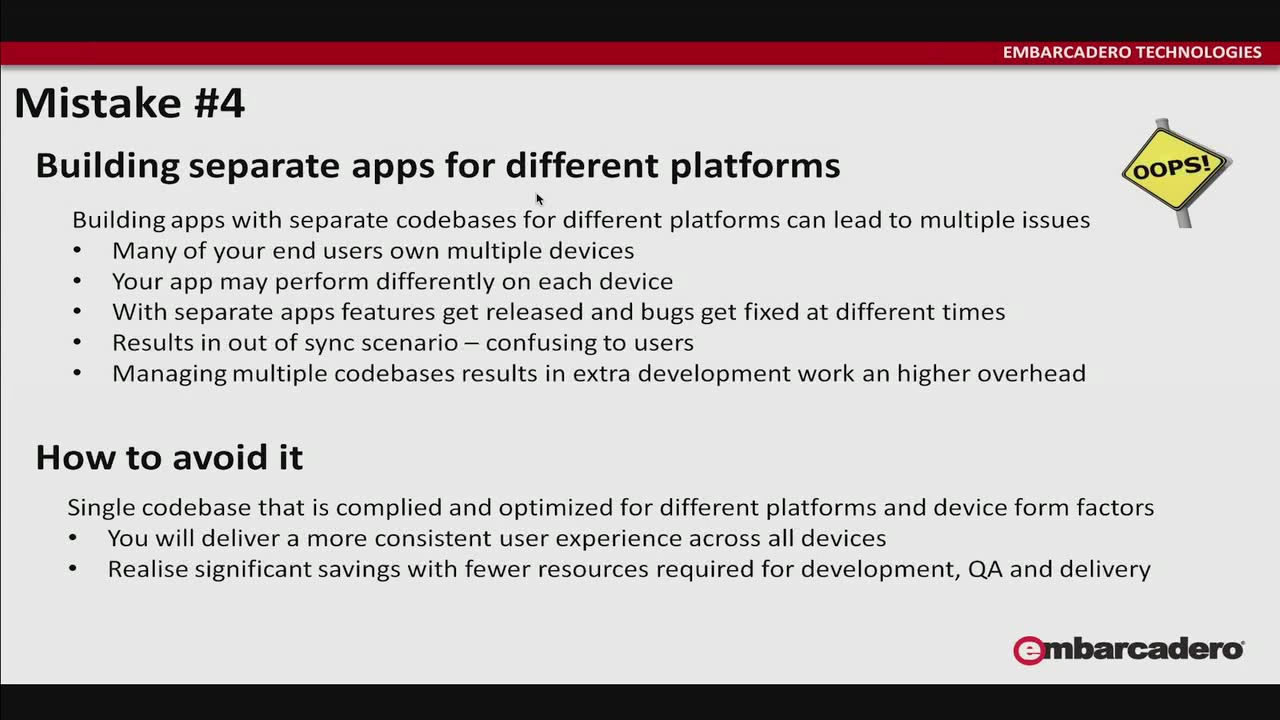 EMBARCADERO TECHNOLOGIES
Mistake #4
OOPS!
Building separate apps for different platforms
Building apps with separate codebases for different platforms can lead to multiple issues
• Many of your end users own multiple devices
• Your app may perform differently on each device
• With separate apps features get released and bugs get fixed at different times
• Results in out of sync scenario – confusing to users
• Managing multiple codebases results in extra development work an higher overhead
How to avoid it
Single codebase that is complied and optimized for different platforms and device form factors
• You will deliver a more consistent user experience across all devices
• Realise significant savings with fewer resources required for development, QA and delivery
embarcadero